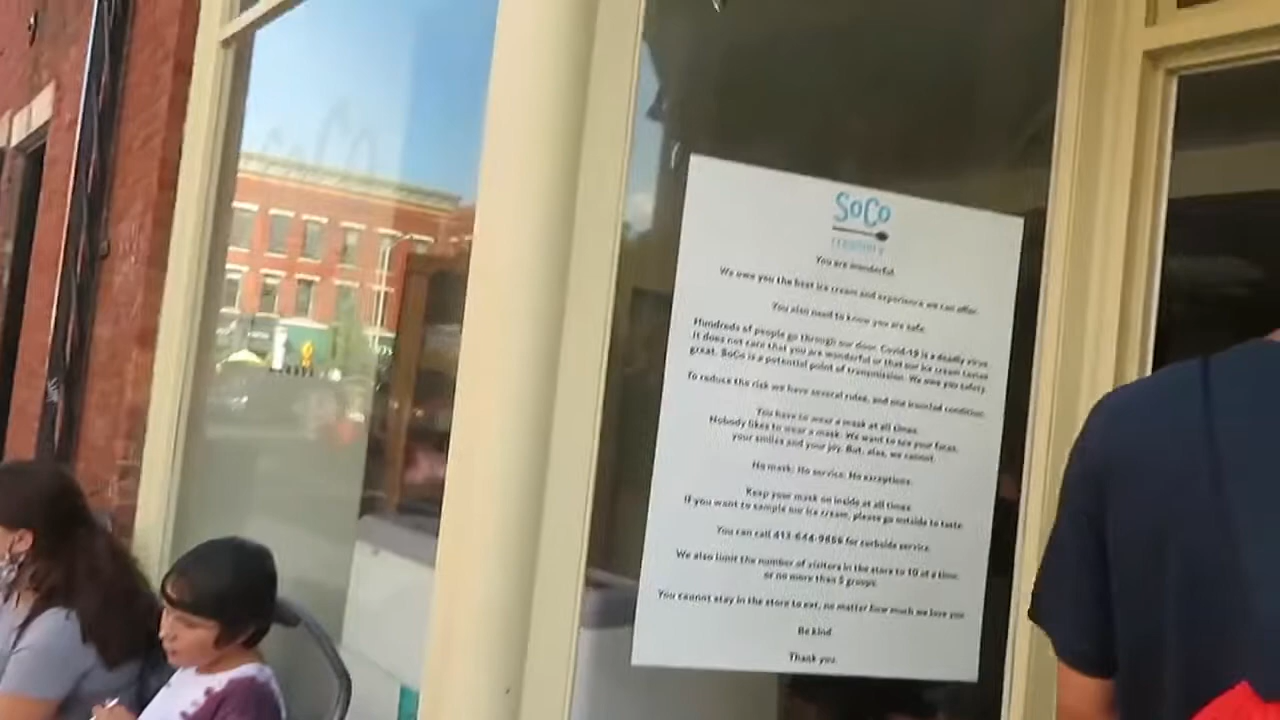 SoCo
creamery
You are wonderful.
We owe you the best ice cream and experience we can offer.
You also need to know you are safe.
Hundreds of people go through our door. Covid-19 is a deadly virus
It does not care that you are wonderful or that our ice cream tastes
great. SoCo is a potential point of transmission. We owe you safety.
To reduce the risk we have several rules, and one invited condition:
You have to wear a mask at all times.
Nobody likes to wear a mask. We want to see your faces,
your smiles and your joy. But, alas, we cannot.
No mask. No service. No exceptions.
Keep your mask on inside at all times.
If you want to sample our ice cream, please go outside to taste
You can call 413-644-9866 for curbside service.
We also limit the number of visitors in the store to 10 at a time.
or no more than 5 groups.
You cannot stay in the store to eat, no matter how much we love you
Be kind
Thank you.